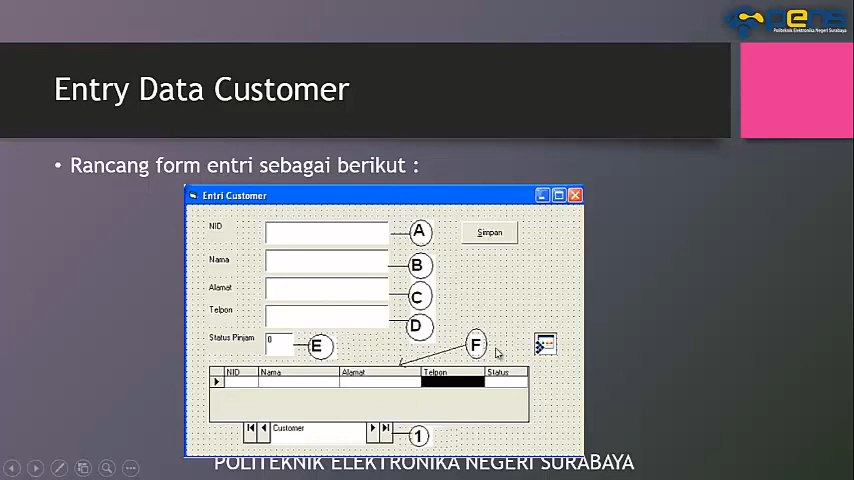 pens
Politeknik Elektronika Negeri Surabaya
Entry Data Customer
• Rancang form entri sebagai berikut :
Entri Customer
NID
A
Simpan
Nama
B
Alamat
C
Telpon
D
Status Pinjam
0
E
F
NID Nama Alamat Telpon Status
Customer
1
POLITEKNIK ELEKTRONIKA NEGERI SURABAYA